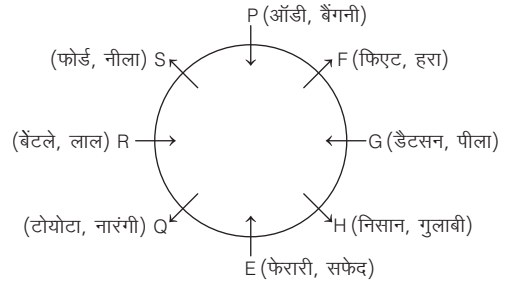 P (ऑडी, बैंगनी)
(फोर्ड, नीला) S
F (फिएट, हरा)
(बेंटले, लाल) R
G (डैटसन, पीला)
(टोयोटा, नारंगी) Q
H (निसान, गुलाबी)
E (फेरारी, सफेद)